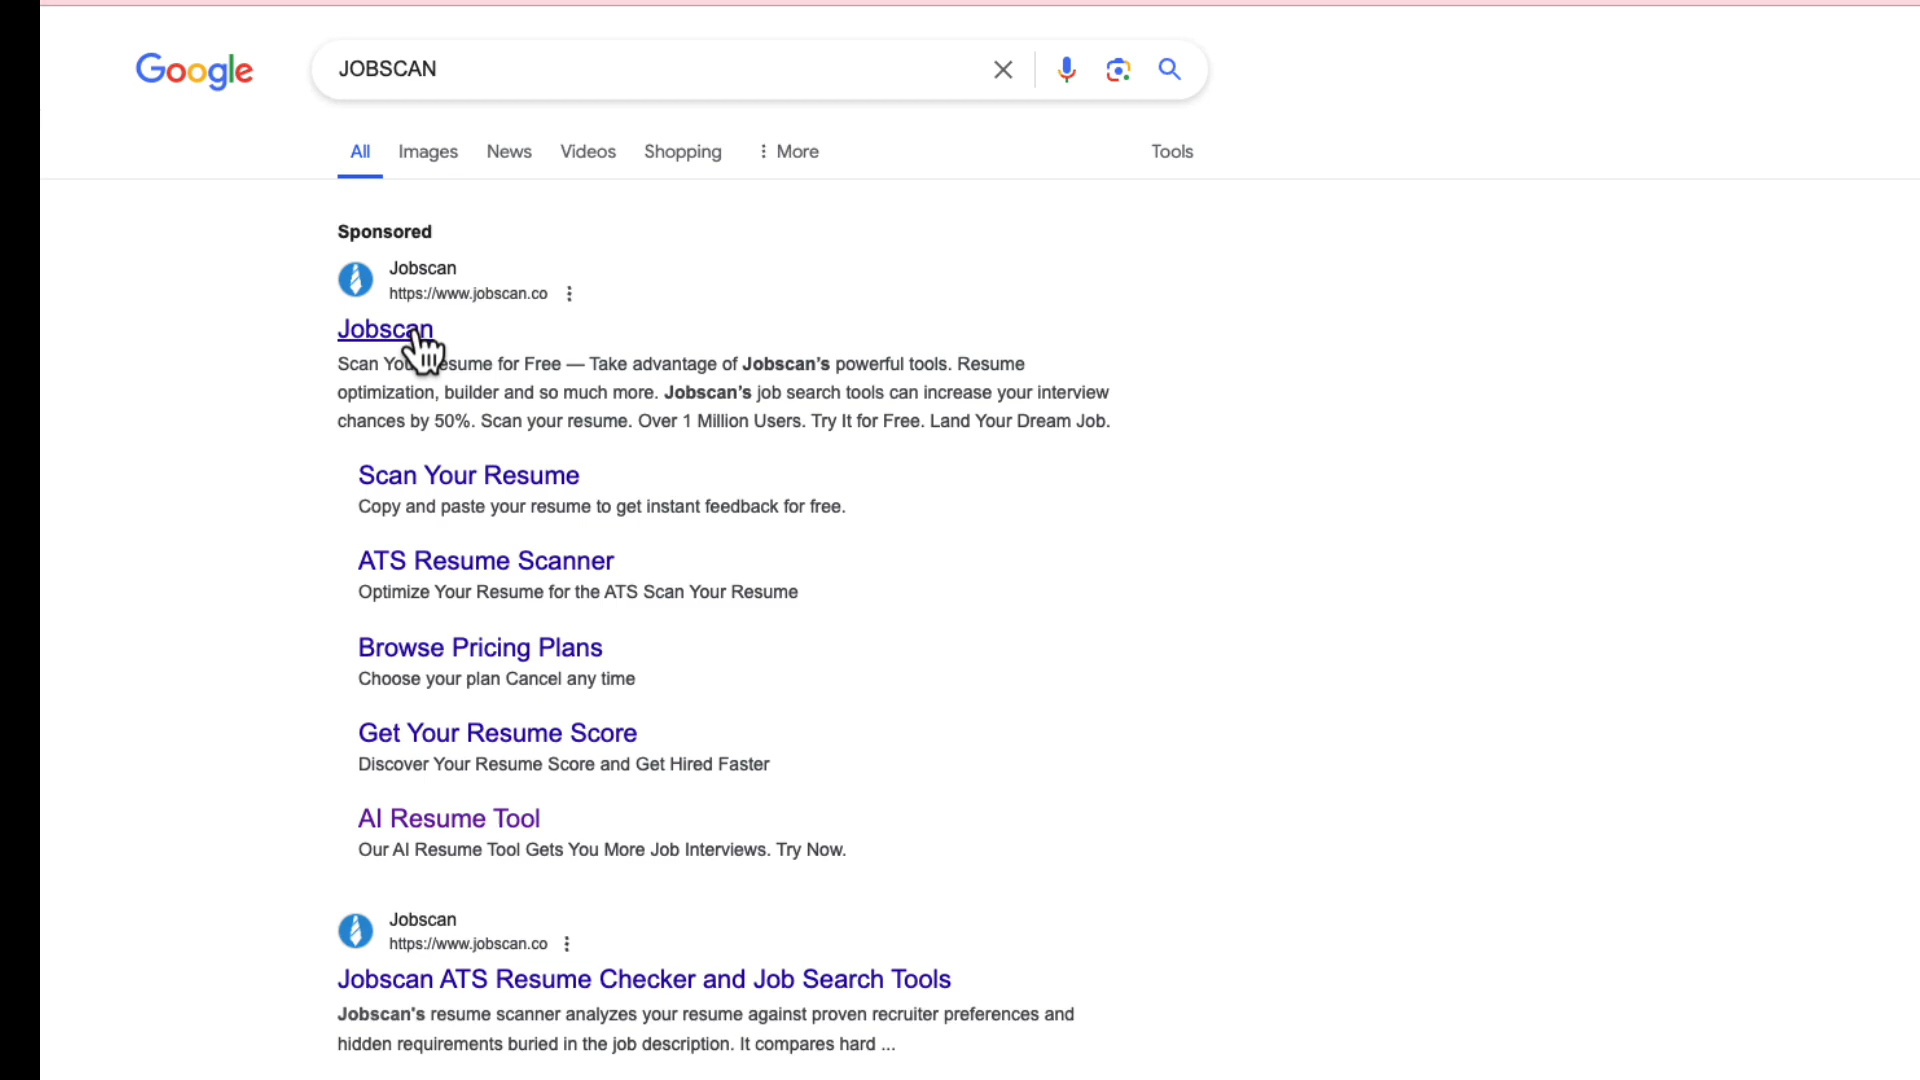 Google
JOBSCAN
All Images News Videos Shopping More Tools
Sponsored
Jobscan
https://www.jobscan.co
Jobscan
Scan You esume for Free — Take advantage of Jobscan's powerful tools. Resume
optimization, builder and so much more. Jobscan's job search tools can increase your interview
chances by 50%. Scan your resume. Over 1 Million Users. Try It for Free. Land Your Dream Job.
Scan Your Resume
Copy and paste your resume to get instant feedback for free.
ATS Resume Scanner
Optimize Your Resume for the ATS Scan Your Resume
Browse Pricing Plans
Choose your plan Cancel any time
Get Your Resume Score
Discover Your Resume Score and Get Hired Faster
AI Resume Tool
Our AI Resume Tool Gets You More Job Interviews. Try Now.
Jobscan
https://www.jobscan.co
Jobscan ATS Resume Checker and Job Search Tools
Jobscan's resume scanner analyzes your resume against proven recruiter preferences and
hidden requirements buried in the job description. It compares hard ...